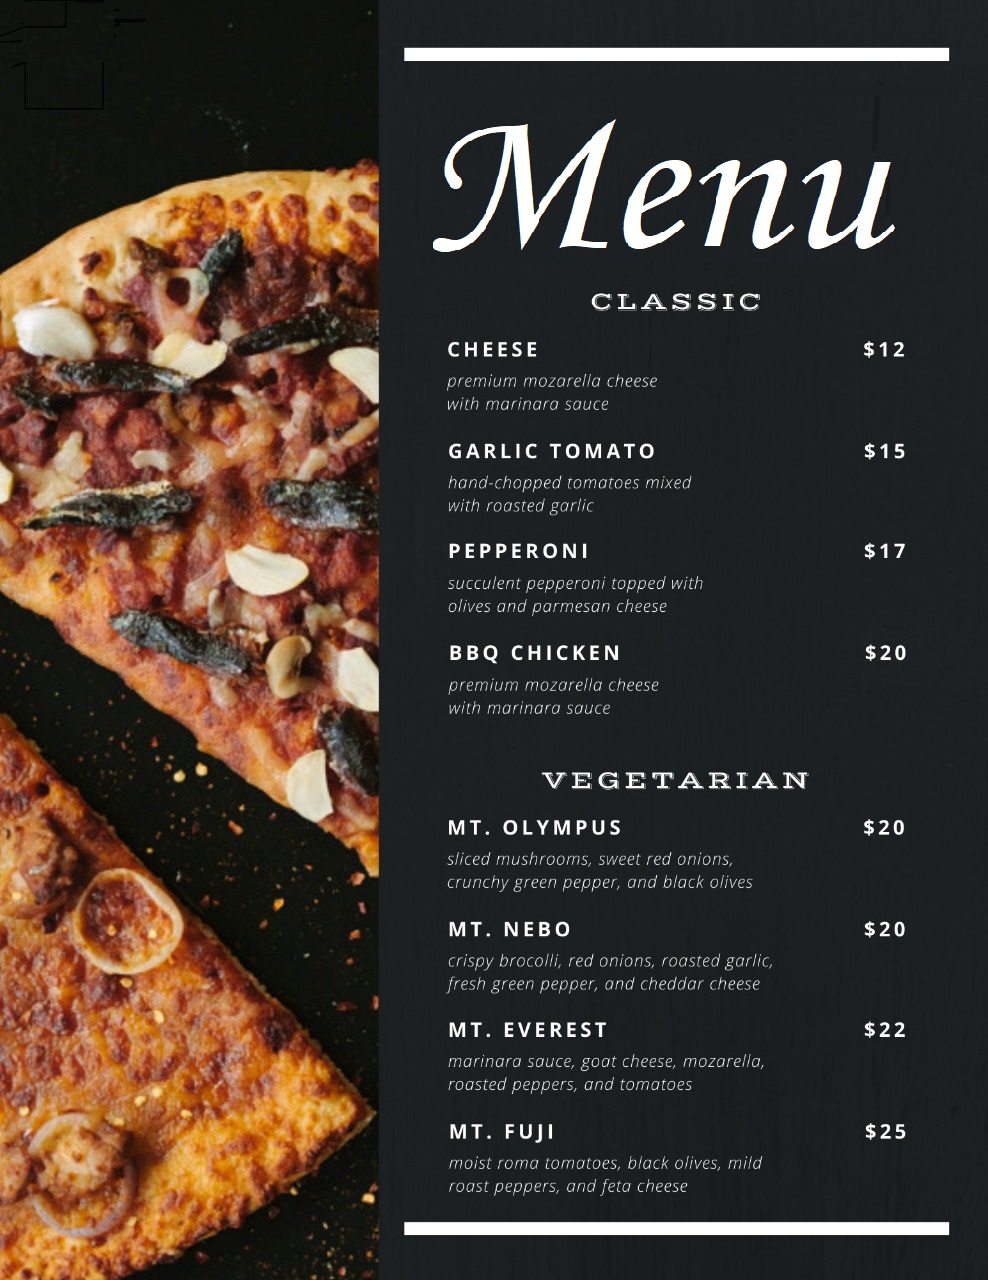 Menu
CLASSIC
CHEESE $12
premium mozarella cheese
with marinara sauce
GARLIC TOMATO $15
hand-chopped tomatoes mixed
with roasted garlic
PEPPERONI $17
succulent pepperoni topped with
olives and parmesan cheese
BBQ CHICKEN $20
premium mozarella cheese
with marinara sauce
VEGETARIAN
MT. OLYMPUS $20
sliced mushrooms, sweet red onions,
crunchy green pepper, and black olives
MT. NEBO $20
crispy brocolli, red onions, roasted garlic,
fresh green pepper, and cheddar cheese
MT. EVEREST $22
marinara sauce, goat cheese, mozarella,
roasted peppers, and tomatoes
MT. FUJI $25
moist roma tomatoes, black olives, mild
roast peppers, and feta cheese